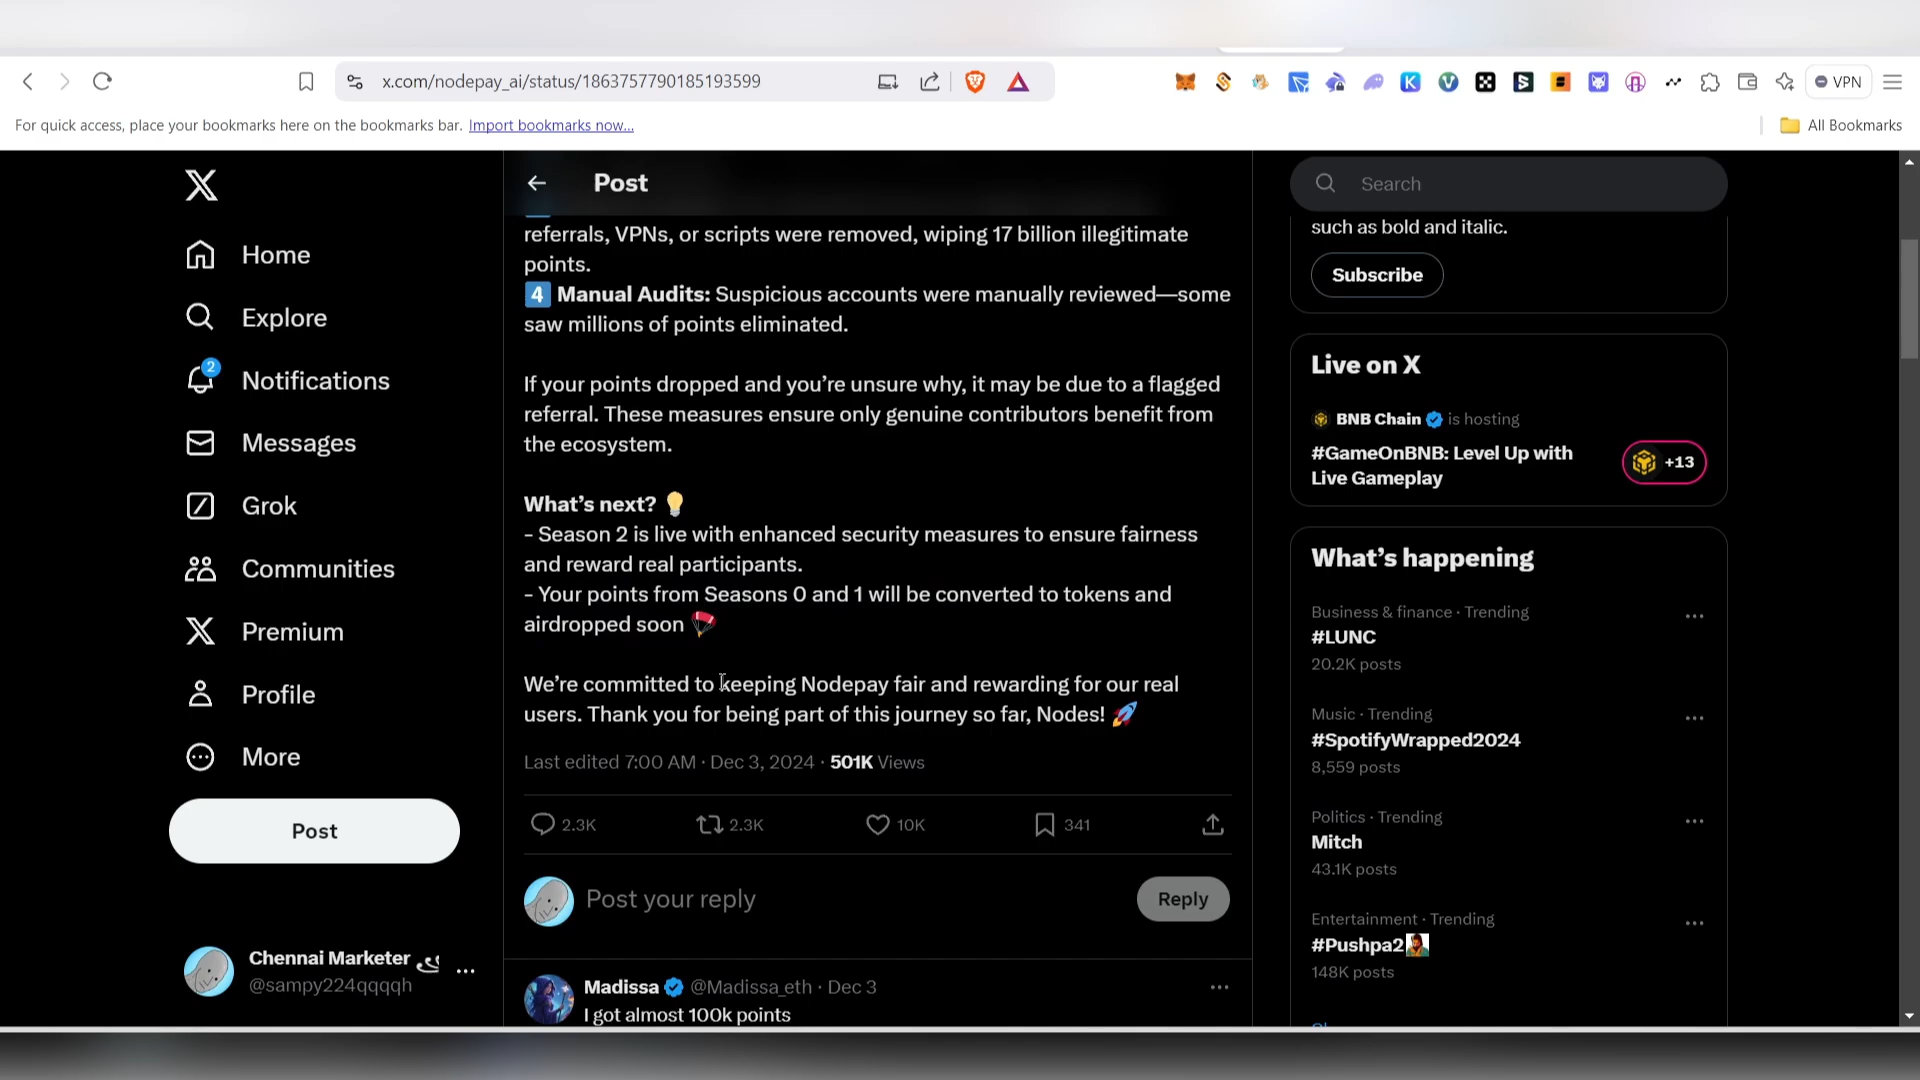 x.com/nodepay_ai/status/1863757790185193599
VPN
For quick access, place your bookmarks here on the bookmarks bar. Import bookmarks now...
All Bookmarks
Home
Explore
2
Notifications
Messages
Grok
Communities
Premium
Profile
More
Post
Chennai Marketer
@sampy224qqqqh
Post
referrals, VPNs, or scripts were removed, wiping 17 billion illegitimate
points.
4 Manual Audits: Suspicious accounts were manually reviewed—some
saw millions of points eliminated.
If your points dropped and you’re unsure why, it may be due to a flagged
referral. These measures ensure only genuine contributors benefit from
the ecosystem.
What’s next? 💡
- Season 2 is live with enhanced security measures to ensure fairness
and reward real participants.
- Your points from Seasons 0 and 1 will be converted to tokens and
airdropped soon 🪂
We’re committed to keeping Nodepay fair and rewarding for our real
users. Thank you for being part of this journey so far, Nodes! 🚀
Last edited 7:00 AM · Dec 3, 2024 · 501K Views
2.3K 2.3K 10K 341
Post your reply
Reply
Madissa @Madissa_eth · Dec 3
I got almost 100k points
Search
such as bold and italic.
Subscribe
Live on X
BNB Chain is hosting
#GameOnBNB: Level Up with
Live Gameplay
+13
What’s happening
Business & finance · Trending
#LUNC
20.2K posts
Music · Trending
#SpotifyWrapped2024
8,559 posts
Politics · Trending
Mitch
43.1K posts
Entertainment · Trending
#Pushpa2
148K posts